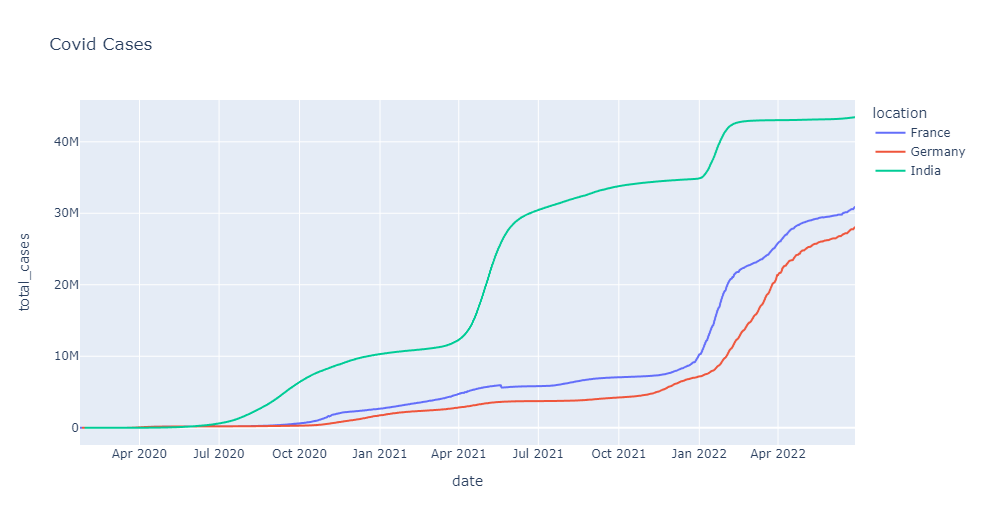 Covid Cases
location
France
Germany
India
total_cases
40M
30M
20M
10M
0
Apr 2020 Jul 2020 Oct 2020 Jan 2021 Apr 2021 Jul 2021 Oct 2021 Jan 2022 Apr 2022
date